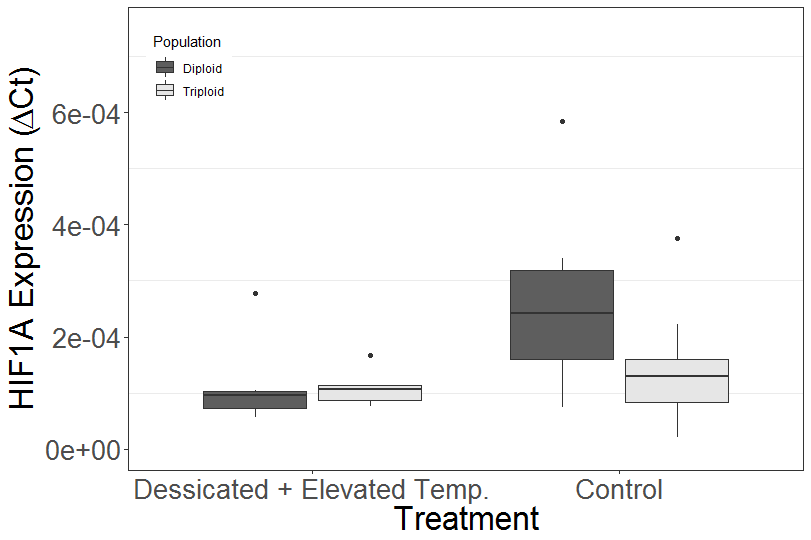 HIF1A Expression (ΔCt)
Population
Diploid
Triploid
6e-04
4e-04
2e-04
0e+00
Dessicated + Elevated Temp.
Control
Treatment